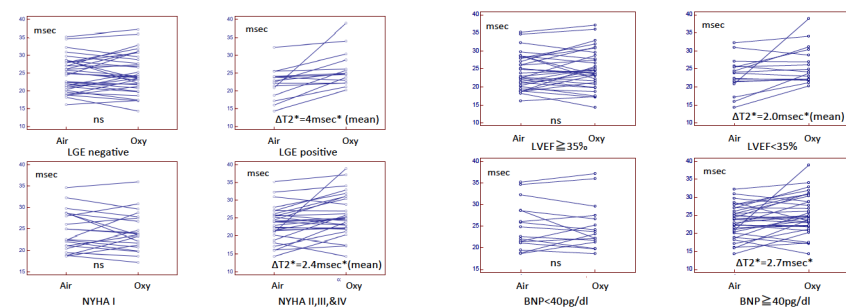 msec
40
35
30
25
20
15
10
ns
Air Oxy
LGE negative
msec
40
35
30
25
20
15
10
ΔT2*=4msec* (mean)
Air Oxy
LGE positive
msec
40
35
30
25
20
15
10
ns
Air Oxy
LVEF≧35%
msec
40
35
30
25
20
15
10
ΔT2*=2.0msec* (mean)
Air Oxy
LVEF<35%
msec
40
35
30
25
20
15
ns
Air Oxy
NYHA I
msec
40
35
30
25
20
15
10
ΔT2*=2.4msec*(mean)
Air Oxy
NYHA II,III,&IV
msec
40
35
30
25
20
15
ns
Air Oxy
BNP<40pg/dl
msec
40
35
30
25
20
15
10
ΔT2*=2.7msec*
Air Oxy
BNP≧40pg/dl